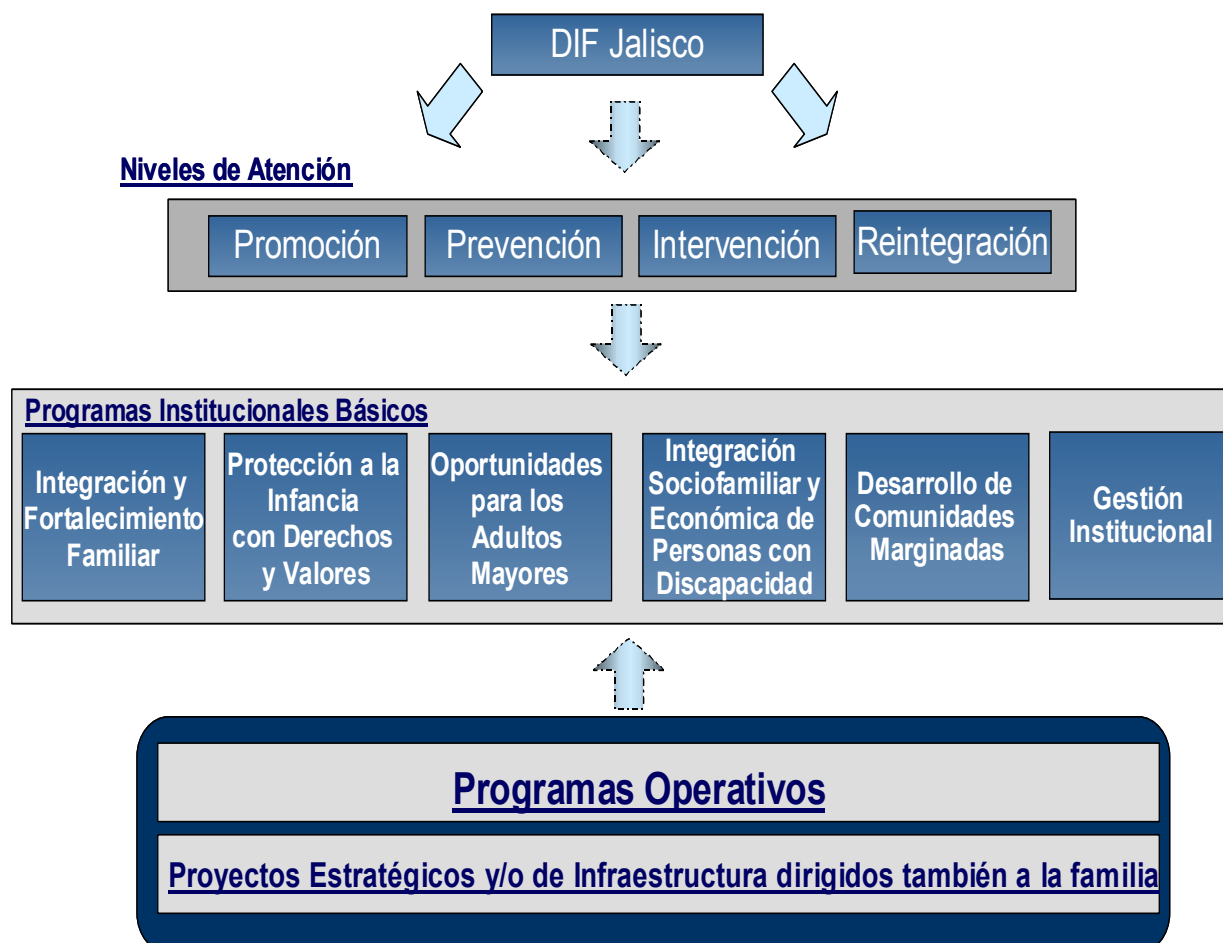 DIF Jalisco
Niveles de Atención
Promoción
Prevención
Intervención
Reintegración
Programas Institucionales Básicos
Integración y
Fortalecimiento
Familiar
Protección a la
Infancia
con Derechos
y Valores
Oportunidades
para los
Adultos
Mayores
Integración
Sociofamiliar y
Económica de
Personas con
Discapacidad
Desarrollo de
Comunidades
Marginadas
Gestión
Institucional
Programas Operativos
Proyectos Estratégicos y/o de Infraestructura dirigidos también a la familia